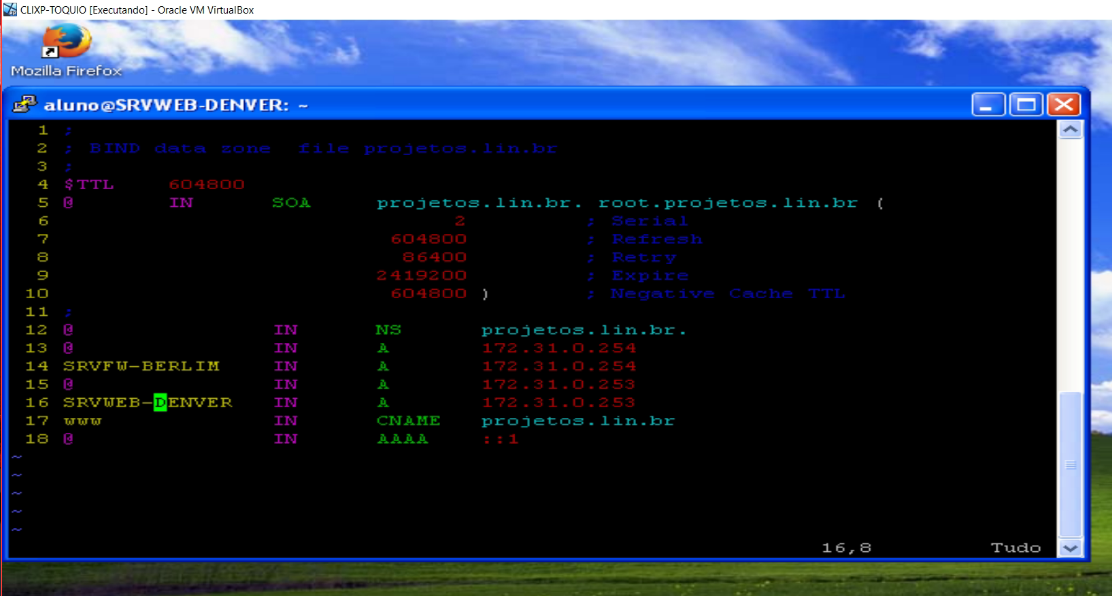 CLIXP-TOQUIO [Executando] - Oracle VM VirtualBox
Mozilla Firefox
aluno@SRVWEB-DENVER: ~
1 ;
2 ; BIND data zone  file projetos.lin.br
3 ;
4 $TTL 604800
5 @ IN SOA projetos.lin.br. root.projetos.lin.br (
6 2 ; Serial
7 604800 ; Refresh
8 86400 ; Retry
9 2419200 ; Expire
10 604800 ) ; Negative Cache TTL
11 ;
12 @ IN NS projetos.lin.br.
13 @ IN A 172.31.0.254
14 SRVFW-BERLIM IN A 172.31.0.254
15 @ IN A 172.31.0.253
16 SRVWEB-DENVER IN A 172.31.0.253
17 www IN CNAME projetos.lin.br
18 @ IN AAAA ::1
~
~
~
~
~
16,8 Tudo